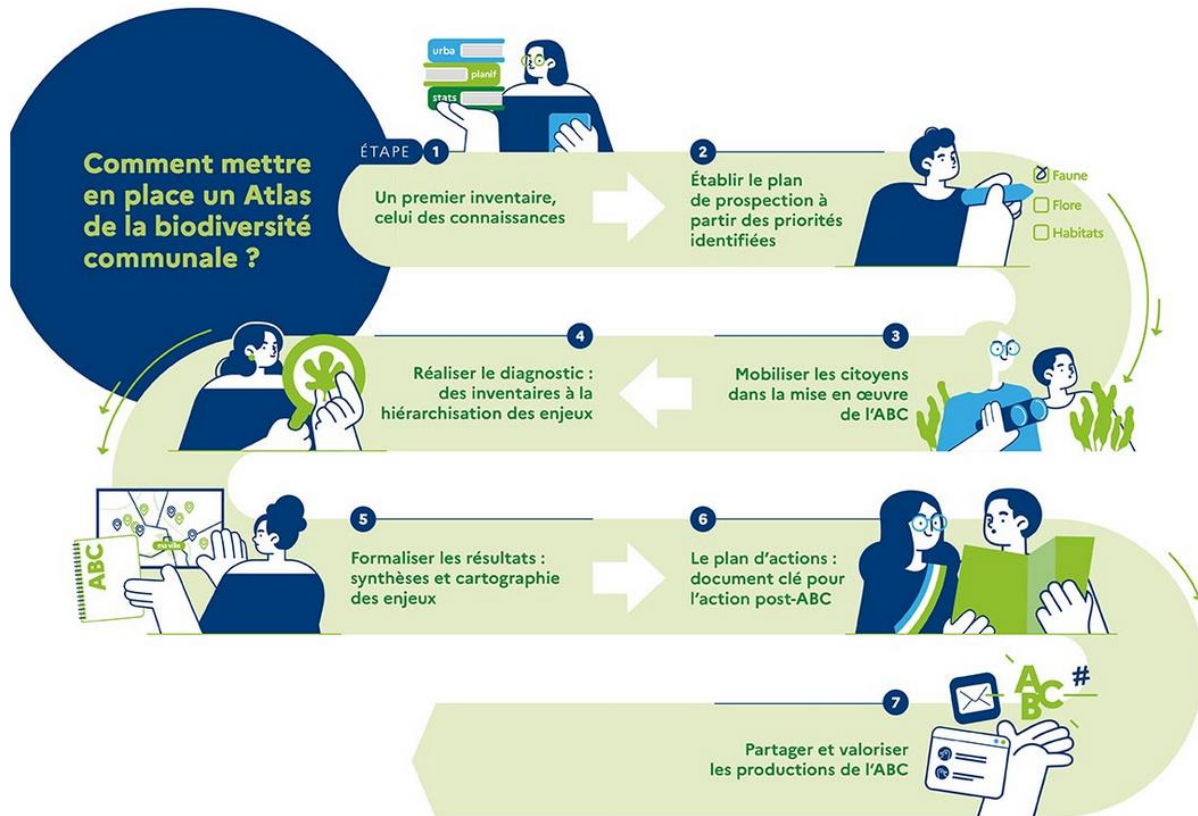 Comment mettre
en place un Atlas
de la biodiversité
communale ?
urba
planif
stats
ÉTAPE 1
Un premier inventaire,
celui des connaissances
2
Établir le plan
de prospection à
partir des priorités
identifiées
Faune
Flore
Habitats
3
Mobiliser les citoyens
dans la mise en œuvre
de l'ABC
4
Réaliser le diagnostic :
des inventaires à la
hiérarchisation des enjeux
ma ville
ABC
5
Formaliser les résultats :
synthèses et cartographie
des enjeux
6
Le plan d'actions :
document clé pour
l'action post-ABC
7
Partager et valoriser
les productions de l'ABC
ABC #